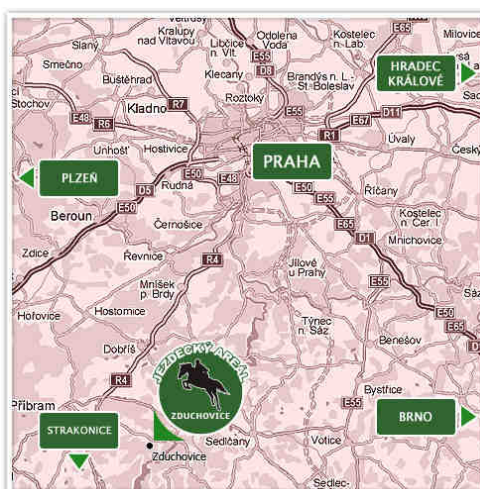 Slaný
Kralupy
nad Vltavou
Libčice
n. Vlt.
Odolena
Voda
E55
Kostelec
n. Lab.
E65
Milovice
Smečno
D8
HRADEC
KRÁLOVÉ
Klecany
Brandýs n. L.-
St. Boleslav
Buštěhrad
Roztoky
Stochov
Kladno
R7
E55
E67
D11
E48
R6
R1
Úvaly
Český
Unhošť
Hostivice
PRAHA
PLZEŇ
D5
Rudná
E50
E48
E50
E55
Říčany
Beroun
E50
Černošice
E65
Kostelec
n. Čer. l.
D1
Mnichovice
Zdice
Řevnice
R4
Jílové
u Prahy
E55
Mníšek
p. Brdy
Hořovice
Hostomice
E50
E65
Týnec
n. Sáz.
Benešov
Dobříš
JEZDECKÝ AREÁL
ZDUCHOVICE
R4
Bystřice
Příbram
E55
BRNO
STRAKONICE
Sedlčany
Votice
Zdúchovice
Sedlec-